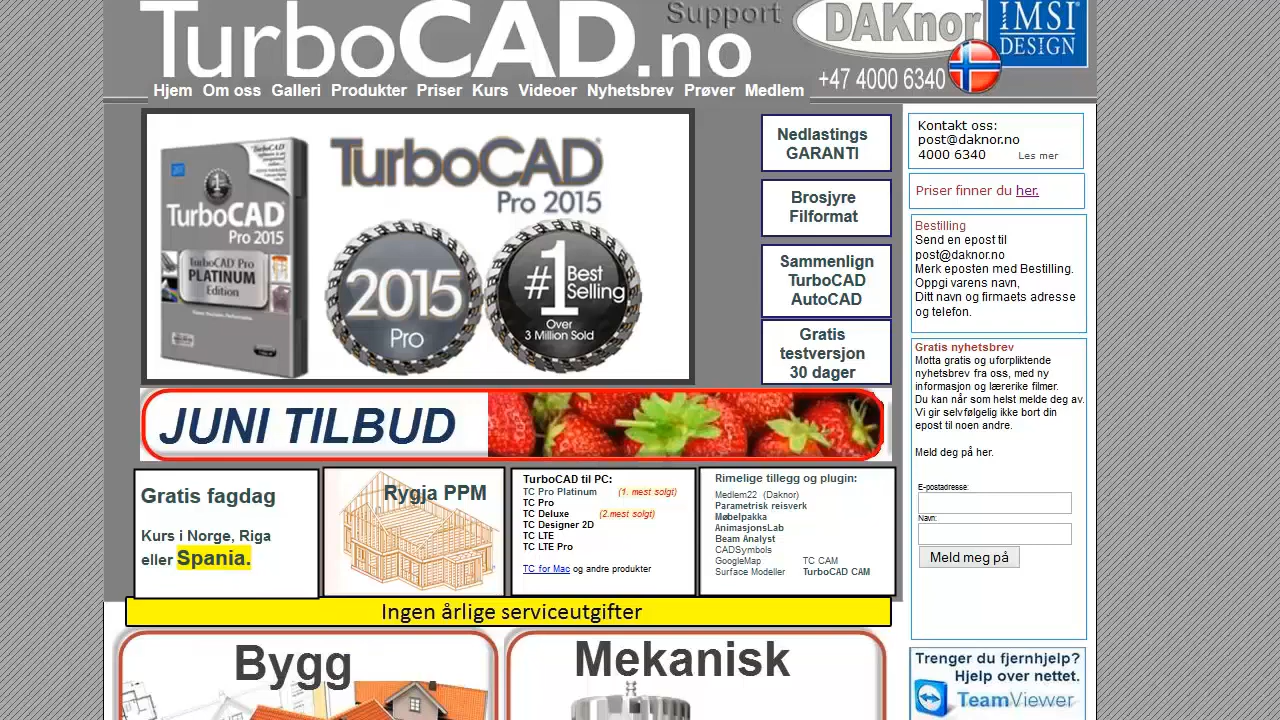 TurboCAD.no
Support
DAKnor
IMSI
DESIGN
+47 4000 6340
Hjem Om oss Galleri Produkter Priser Kurs Videoer Nyhetsbrev Prøver Medlem
TurboCAD
Pro 2015
TurboCAD Pro
PLATINUM
Edition
TurboCAD
Pro 2015
2015
Pro
#1 Best
Selling
Over
3 Million Sold
Nedlastings
GARANTI
Brosjyre
Filformat
Sammenlign
TurboCAD
AutoCAD
Gratis
testversjon
30 dager
Kontakt oss:
post@daknor.no
4000 6340 Les mer
Priser finner du her.
Bestilling
Send en epost til
post@daknor.no
Merk eposten med Bestilling.
Oppgi varens navn,
Ditt navn og firmaets adresse
og telefon.
Gratis nyhetsbrev
Motta gratis og uforpliktende
nyhetsbrev fra oss, med ny
informasjon og lærerike filmer.
Du kan når som helst melde deg av.
Vi gir selvfølgelig ikke bort din
epost til noen andre.
Meld deg på her.
E-postadresse:
Navn:
Meld meg på
JUNI TILBUD
Gratis fagdag
Kurs i Norge, Riga
eller Spania.
Rygja PPM
TurboCAD til PC:
TC Pro Platinum (1. mest solgt)
TC Pro
TC Deluxe (2.mest solgt)
TC Designer 2D
TC LTE
TC LTE Pro
TC for Mac og andre produkter
Rimelige tillegg og plugin:
Medlem22 (Daknor)
Parametrisk reisverk
Møbelpakka
AnimasjonsLab
Beam Analyst
CADSymbols
GoogleMap TC CAM
Surface Modeller TurboCAD CAM
Ingen årlige serviceutgifter
Bygg
Mekanisk
Trenger du fjernhjelp?
Hjelp over nettet.
TeamViewer